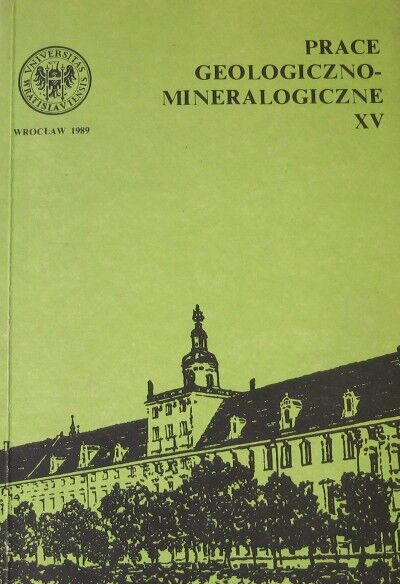 UNIVERSITAS
WRATISLAVIENSIS
WROCŁAW 1989
PRACE
GEOLOGICZNO-
MINERALOGICZNE
XV